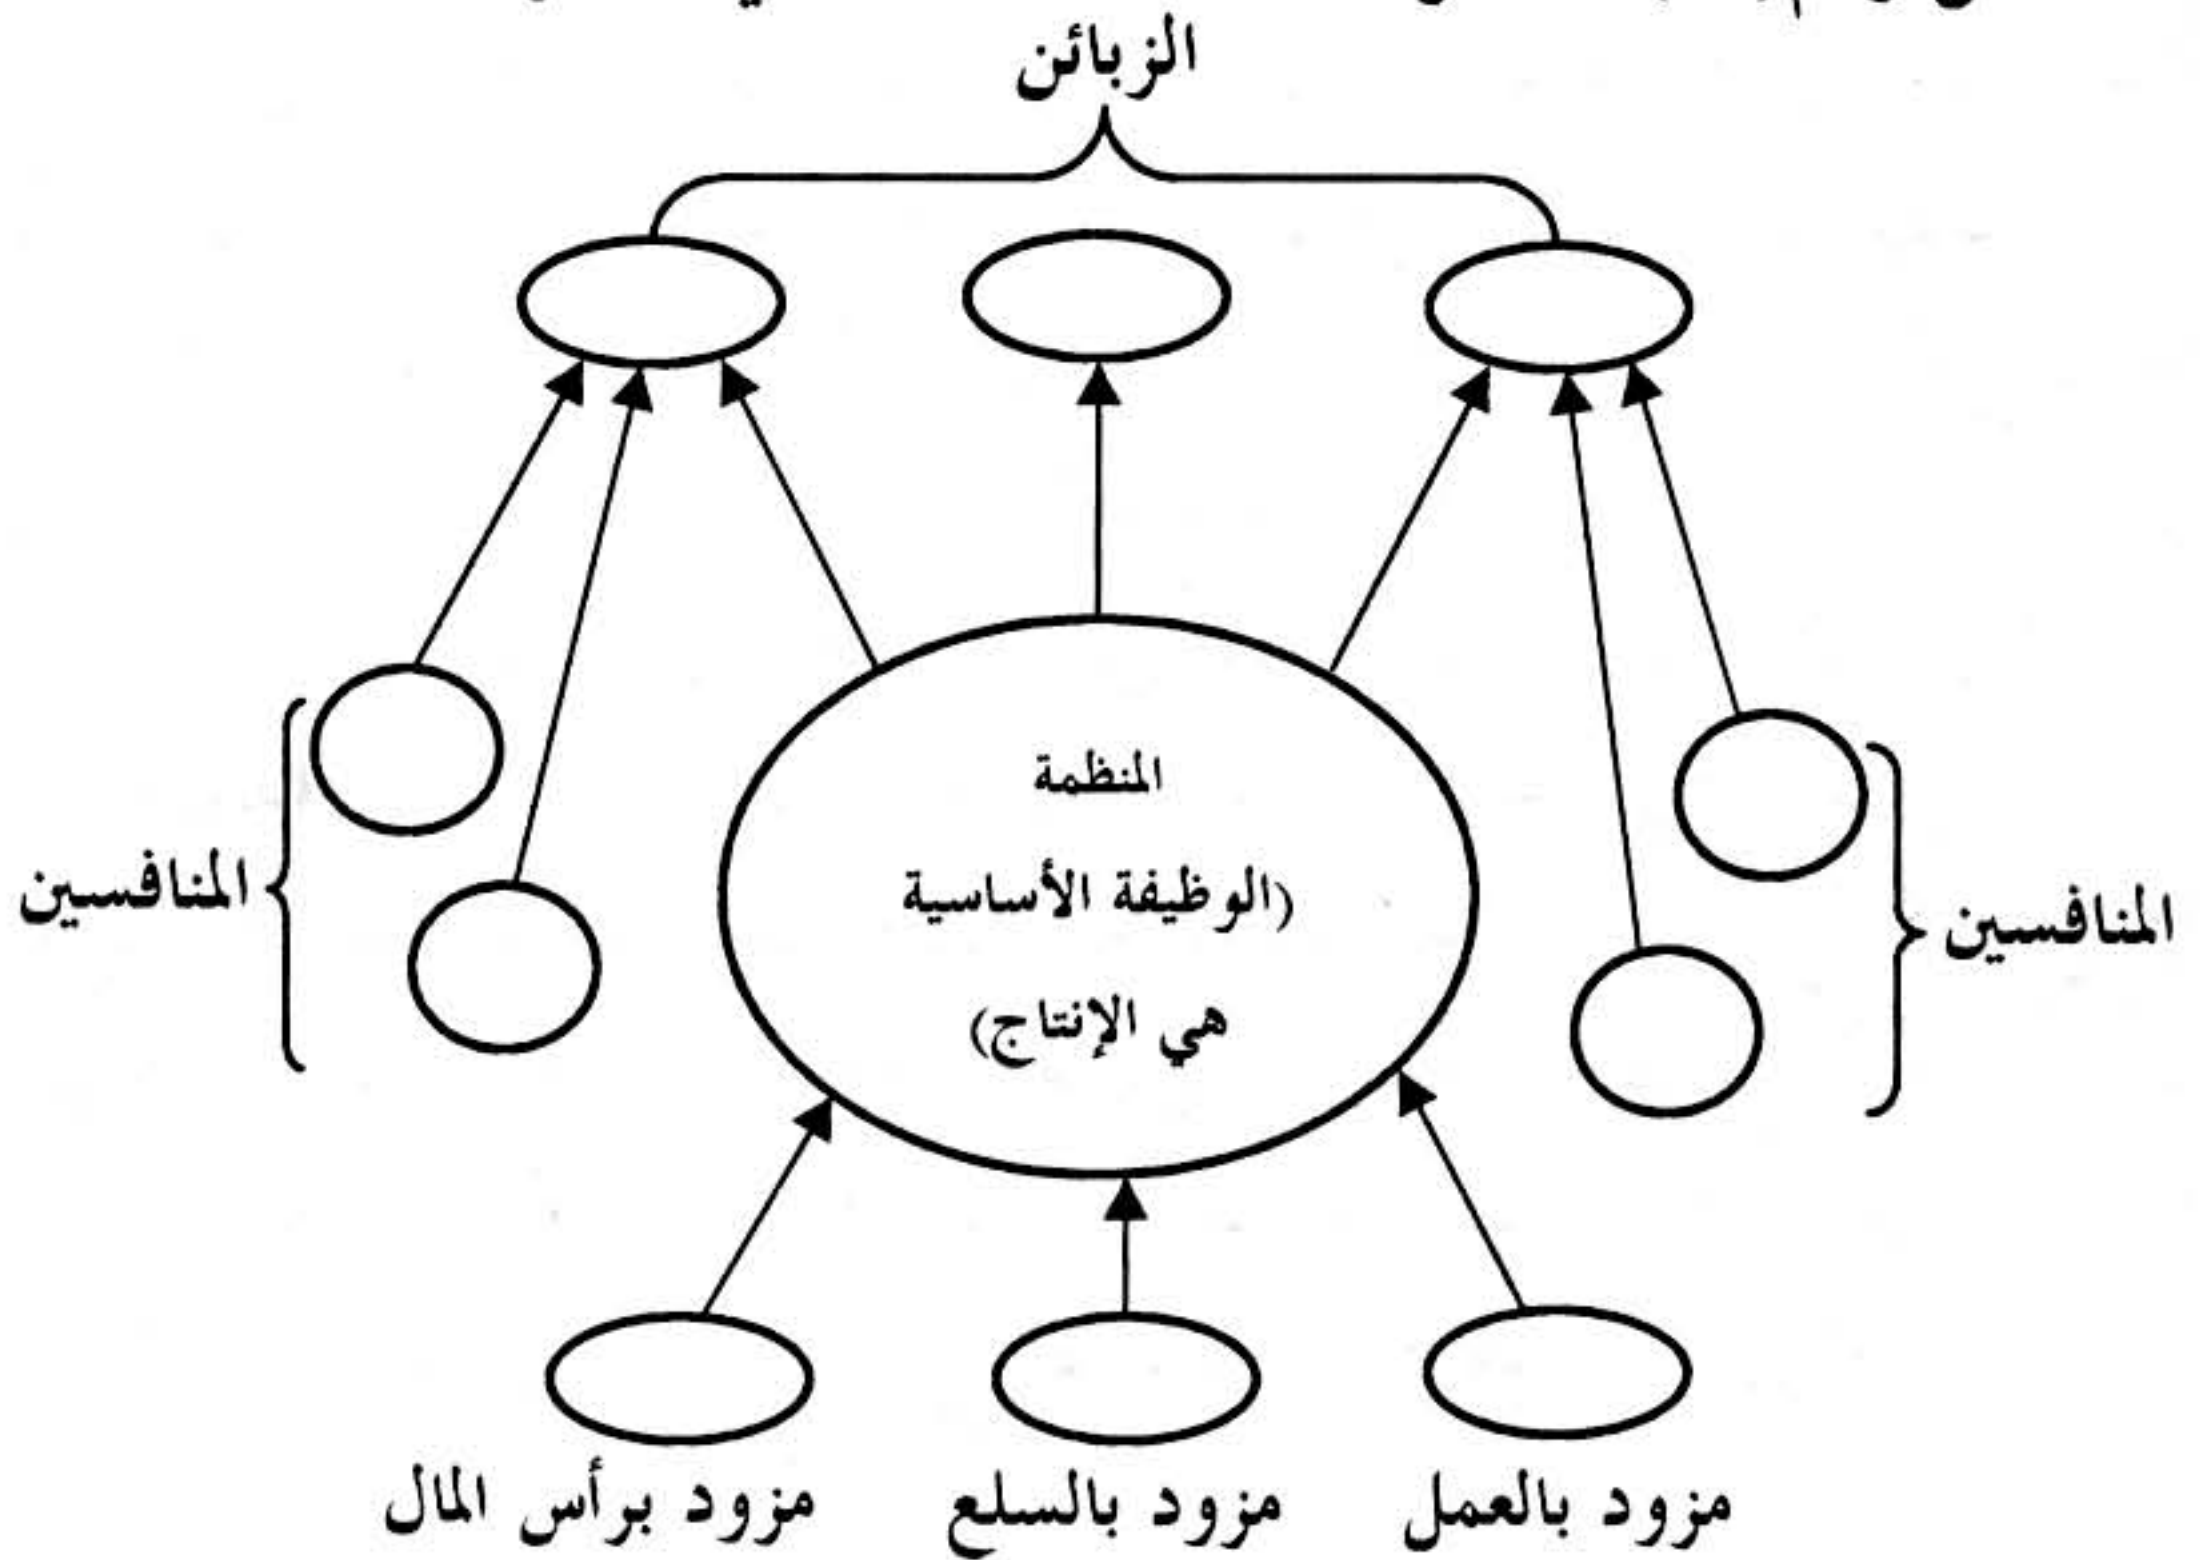 الزبائن
المنظمة
(الوظيفة الأساسية
هي الإنتاج)
المنافسين
المنافسين
مزود بالعمل
مزود بالسلع
مزود برأس المال